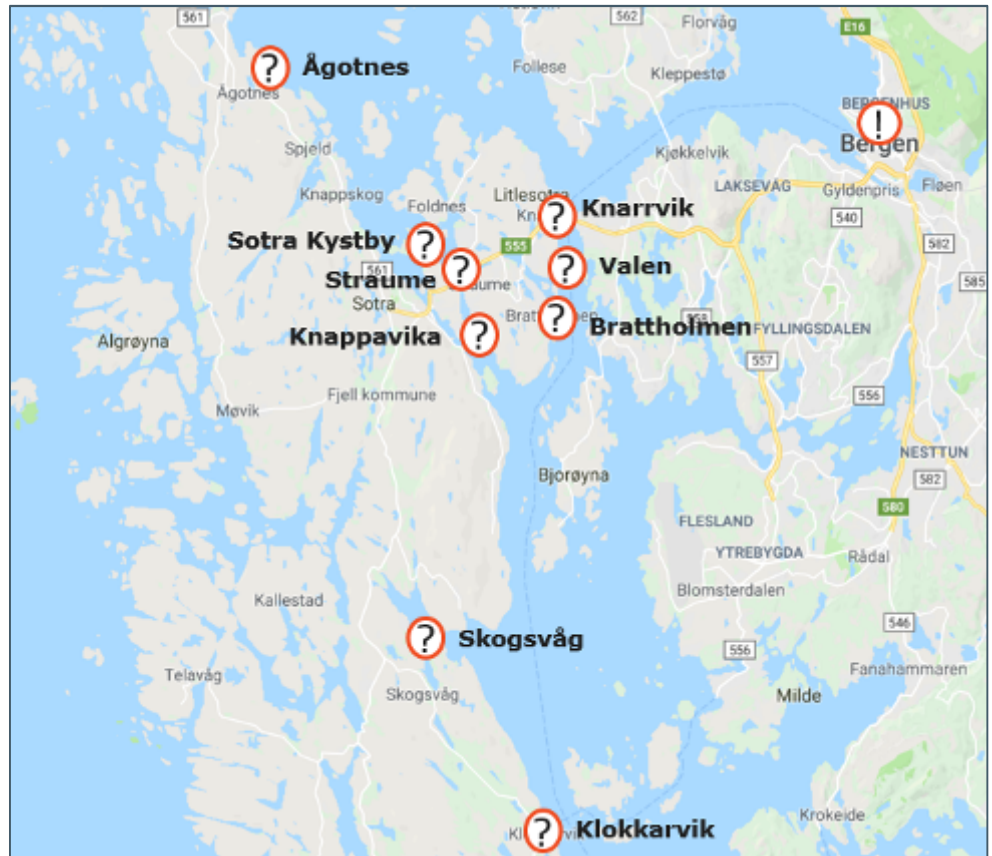 561
562
Florvåg
E16
? Ågotnes
Ågotnes
Follese
Kleppestø
BERGENHUS
!
Bergen
Spjeld
Kjøkkelvik
Knappskog
Litlesotra
LAKSEVÅG
Gyldenpris
Fløen
Foldnes
? Knarrvik
540
Sotra Kystby ?
555
582
561
Straume ?
? Valen
585
Sotra
? Brattholmen
558
FYLLINGSDALEN
Knappavika ?
Algrøyna
557
Fjell kommune
556
Møvik
NESTTUN
Bjorøyna
582
580
FLESLAND
YTREBYGDA
Rådal
Blomsterdalen
Kallestad
546
? Skogsvåg
556
Telavåg
Fanahammaren
Skogsvåg
Milde
Krokeide
? Klokkarvik